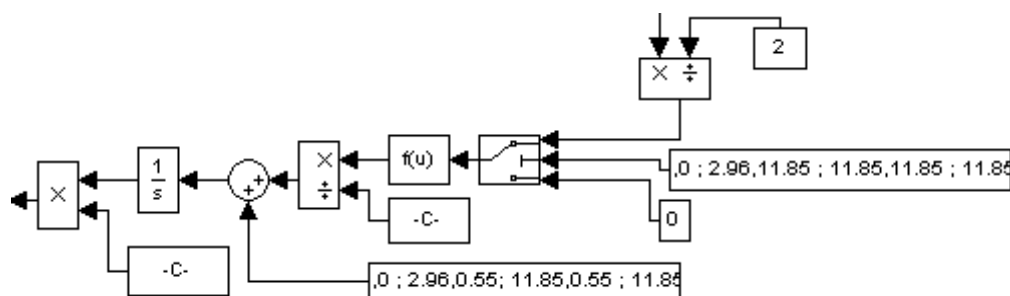 2
× ÷
f(u)
×
÷
,0 ; 2.96,11.85 ; 11.85,11.85 ; 11.85
1
s
+
+
×
0
-C-
-C-
,0 ; 2.96,0.55; 11.85,0.55 ; 11.85